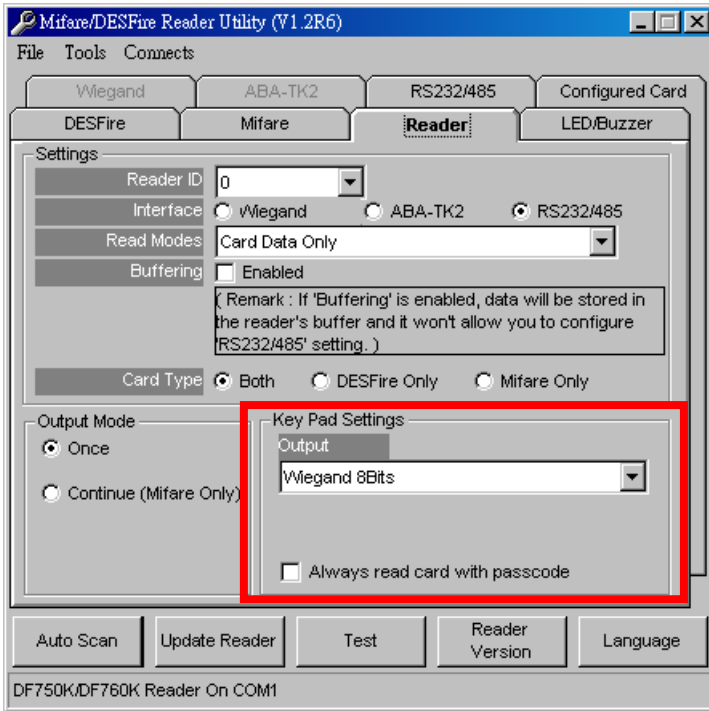 Mifare/DESFire Reader Utility (V1.2R6)
File Tools Connects
Wiegand ABA-TK2 RS232/485 Configured Card
DESFire Mifare Reader LED/Buzzer
Settings
Reader ID 0
Interface Wiegand ABA-TK2 RS232/485
Read Modes Card Data Only
Buffering Enabled
( Remark : If 'Buffering' is enabled, data will be stored in
the reader's buffer and it won't allow you to configure
'RS232/485' setting. )
Card Type Both DESFire Only Mifare Only
Output Mode
Once
Continue (Mifare Only)
Key Pad Settings
Output
Wiegand 8Bits
Always read card with passcode
Auto Scan Update Reader Test Reader Version Language
DF750K/DF760K Reader On COM1